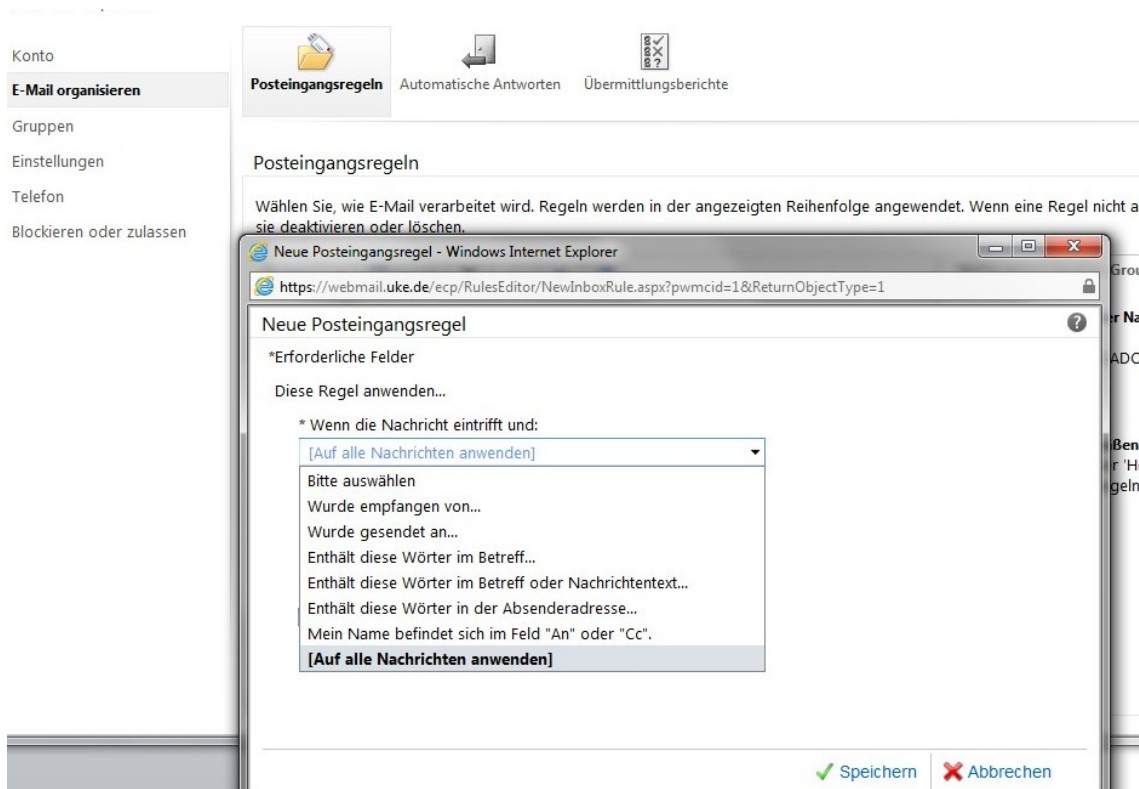 Konto
E-Mail organisieren
Gruppen
Einstellungen
Telefon
Blockieren oder zulassen
Posteingangsregeln
Automatische Antworten
Übermittlungsberichte
Posteingangsregeln
Wählen Sie, wie E-Mail verarbeitet wird. Regeln werden in der angezeigten Reihenfolge angewendet. Wenn eine Regel nicht a
sie deaktivieren oder löschen.
Neue Posteingangsregel - Windows Internet Explorer
https://webmail.uke.de/ecp/RulesEditor/NewInboxRule.aspx?pwmcid=1&ReturnObjectType=1
Neue Posteingangsregel
*Erforderliche Felder
Diese Regel anwenden...
* Wenn die Nachricht eintrifft und:
[Auf alle Nachrichten anwenden]
Bitte auswählen
Wurde empfangen von...
Wurde gesendet an...
Enthält diese Wörter im Betreff...
Enthält diese Wörter im Betreff oder Nachrichtentext...
Enthält diese Wörter in der Absenderadresse...
Mein Name befindet sich im Feld "An" oder "Cc".
[Auf alle Nachrichten anwenden]
Speichern
Abbrechen